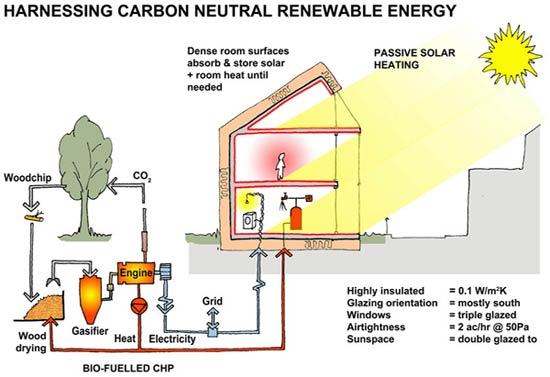 HARNESSING CARBON NEUTRAL RENEWABLE ENERGY
Dense room surfaces
absorb & store solar
+ room heat until
needed
PASSIVE SOLAR
HEATING
Woodchip
CO₂
Engine
Gasifier
Wood
drying
Heat
Electricity
Grid
BIO-FUELLED CHP
Highly insulated = 0.1 W/m²K
Glazing orientation = mostly south
Windows = triple glazed
Airtightness = 2 ac/hr @ 50Pa
Sunspace = double glazed to